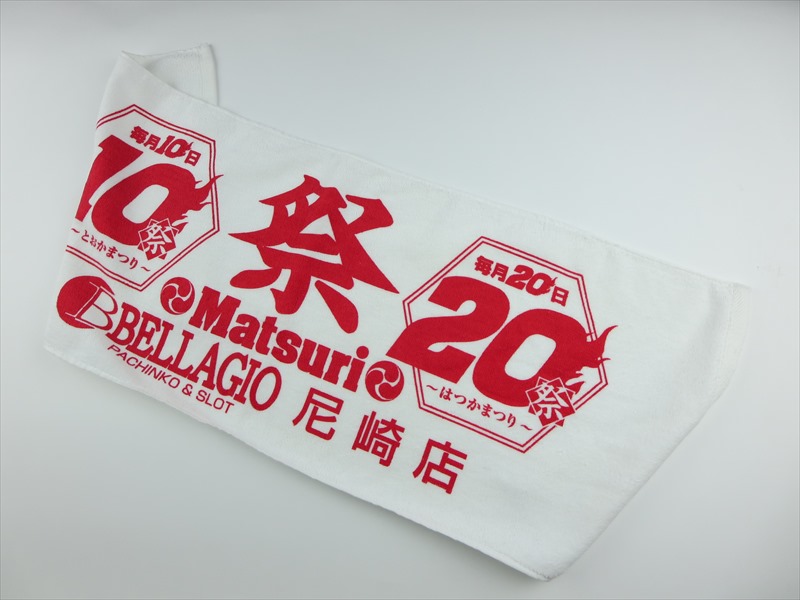 毎月10日
10
祭
～とおかまつり～
祭
Matsuri
毎月20日
20
祭
～はつかまつり～
B BELLAGIO
PACHINKO & SLOT
尼崎店